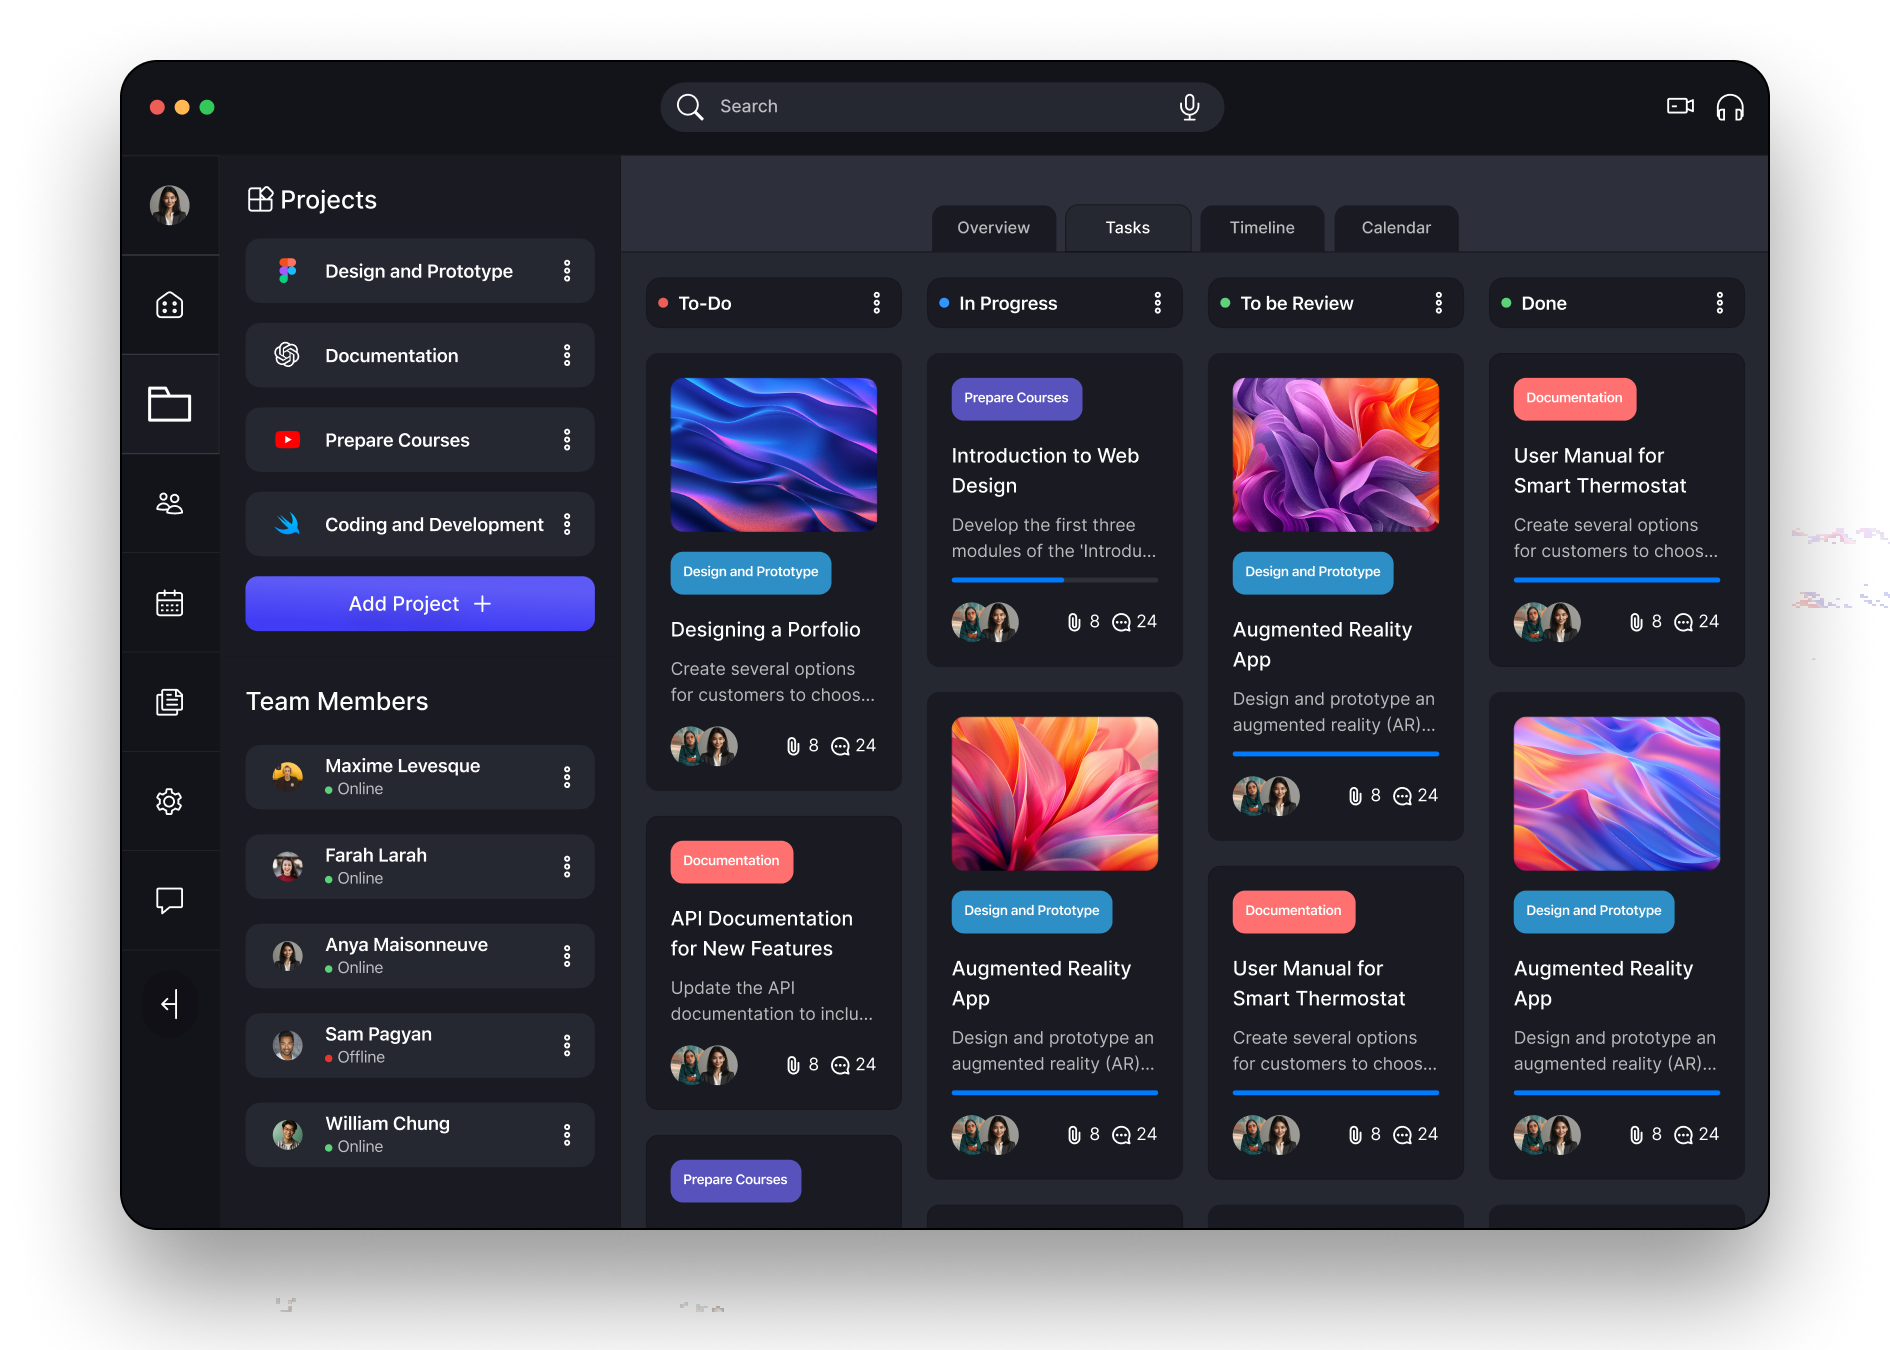 Search
Projects
Design and Prototype
Documentation
Prepare Courses
Coding and Development
Add Project +
Team Members
Maxime Levesque
Online
Farah Larah
Online
Anya Maisonneuve
Online
Sam Pagyan
Offline
William Chung
Online
Overview
Tasks
Timeline
Calendar
To-Do
Design and Prototype
Designing a Porfolio
Create several options
for customers to choos...
8 24
Documentation
API Documentation
for New Features
Update the API
documentation to inclu...
8 24
Prepare Courses
In Progress
Prepare Courses
Introduction to Web
Design
Develop the first three
modules of the 'Introdu...
8 24
Design and Prototype
Augmented Reality
App
Design and prototype an
augmented reality (AR)...
8 24
To be Review
Design and Prototype
Augmented Reality
App
Design and prototype an
augmented reality (AR)...
8 24
Documentation
User Manual for
Smart Thermostat
Create several options
for customers to choos...
8 24
Done
Documentation
User Manual for
Smart Thermostat
Create several options
for customers to choos...
8 24
Design and Prototype
Augmented Reality
App
Design and prototype an
augmented reality (AR)...
8 24